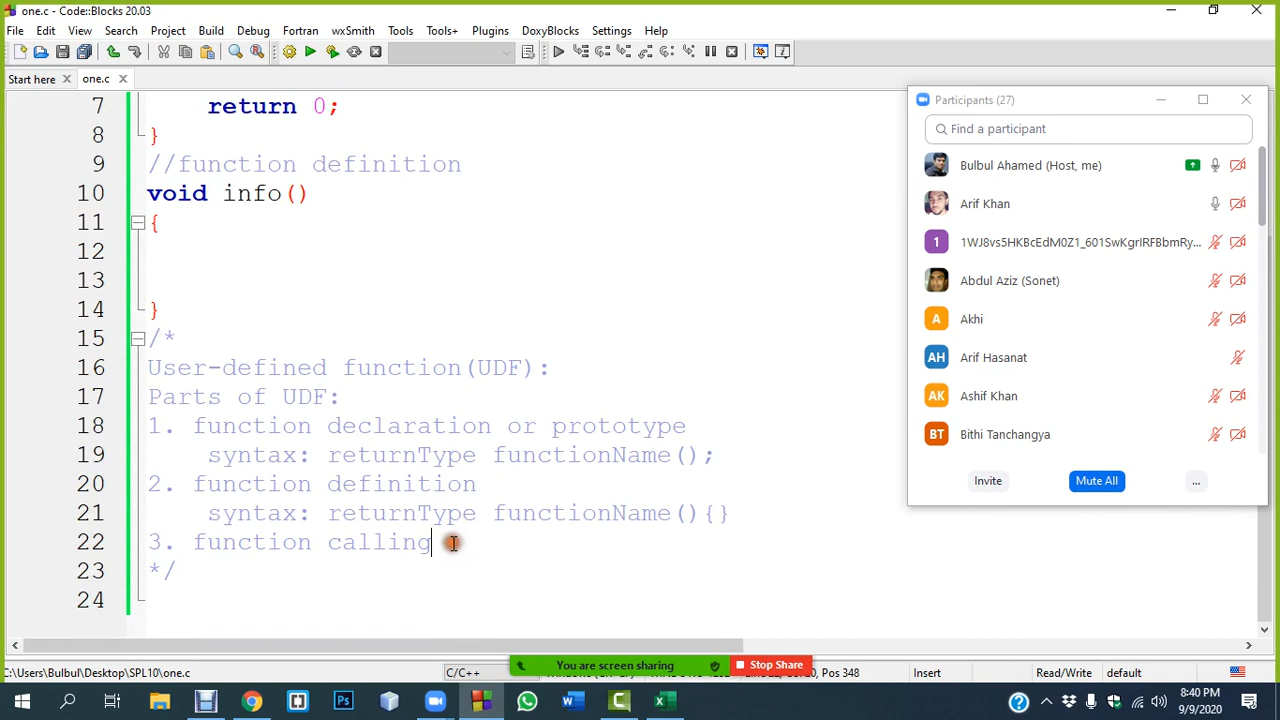 one.c - Code::Blocks 20.03
File Edit View Search Project Build Debug Fortran wxSmith Tools Tools+ Plugins DoxyBlocks Settings Help
Start here one.c
7 return 0;
8 }
9 //function definition
10 void info()
11 {
12
13
14 }
15 /*
16 User-defined function(UDF):
17 Parts of UDF:
18 1. function declaration or prototype
19 syntax: returnType functionName();
20 2. function definition
21 syntax: returnType functionName(){}
22 3. function calling
23 */
24
Participants (27)
Find a participant
Bulbul Ahamed (Host, me)
Arif Khan
1 1WJ8vs5HKBcEdM0Z1_601SwKgrIRFBbmRy...
Abdul Aziz (Sonet)
A Akhi
AH Arif Hasanat
AK Ashif Khan
BT Bithi Tanchangya
Invite Mute All ...
C:\Users\Bulbul\Desktop\SPL10\one.c C/C++ Pos 348 Insert Read/Write default
You are screen sharing Stop Share
8:40 PM
9/9/2020